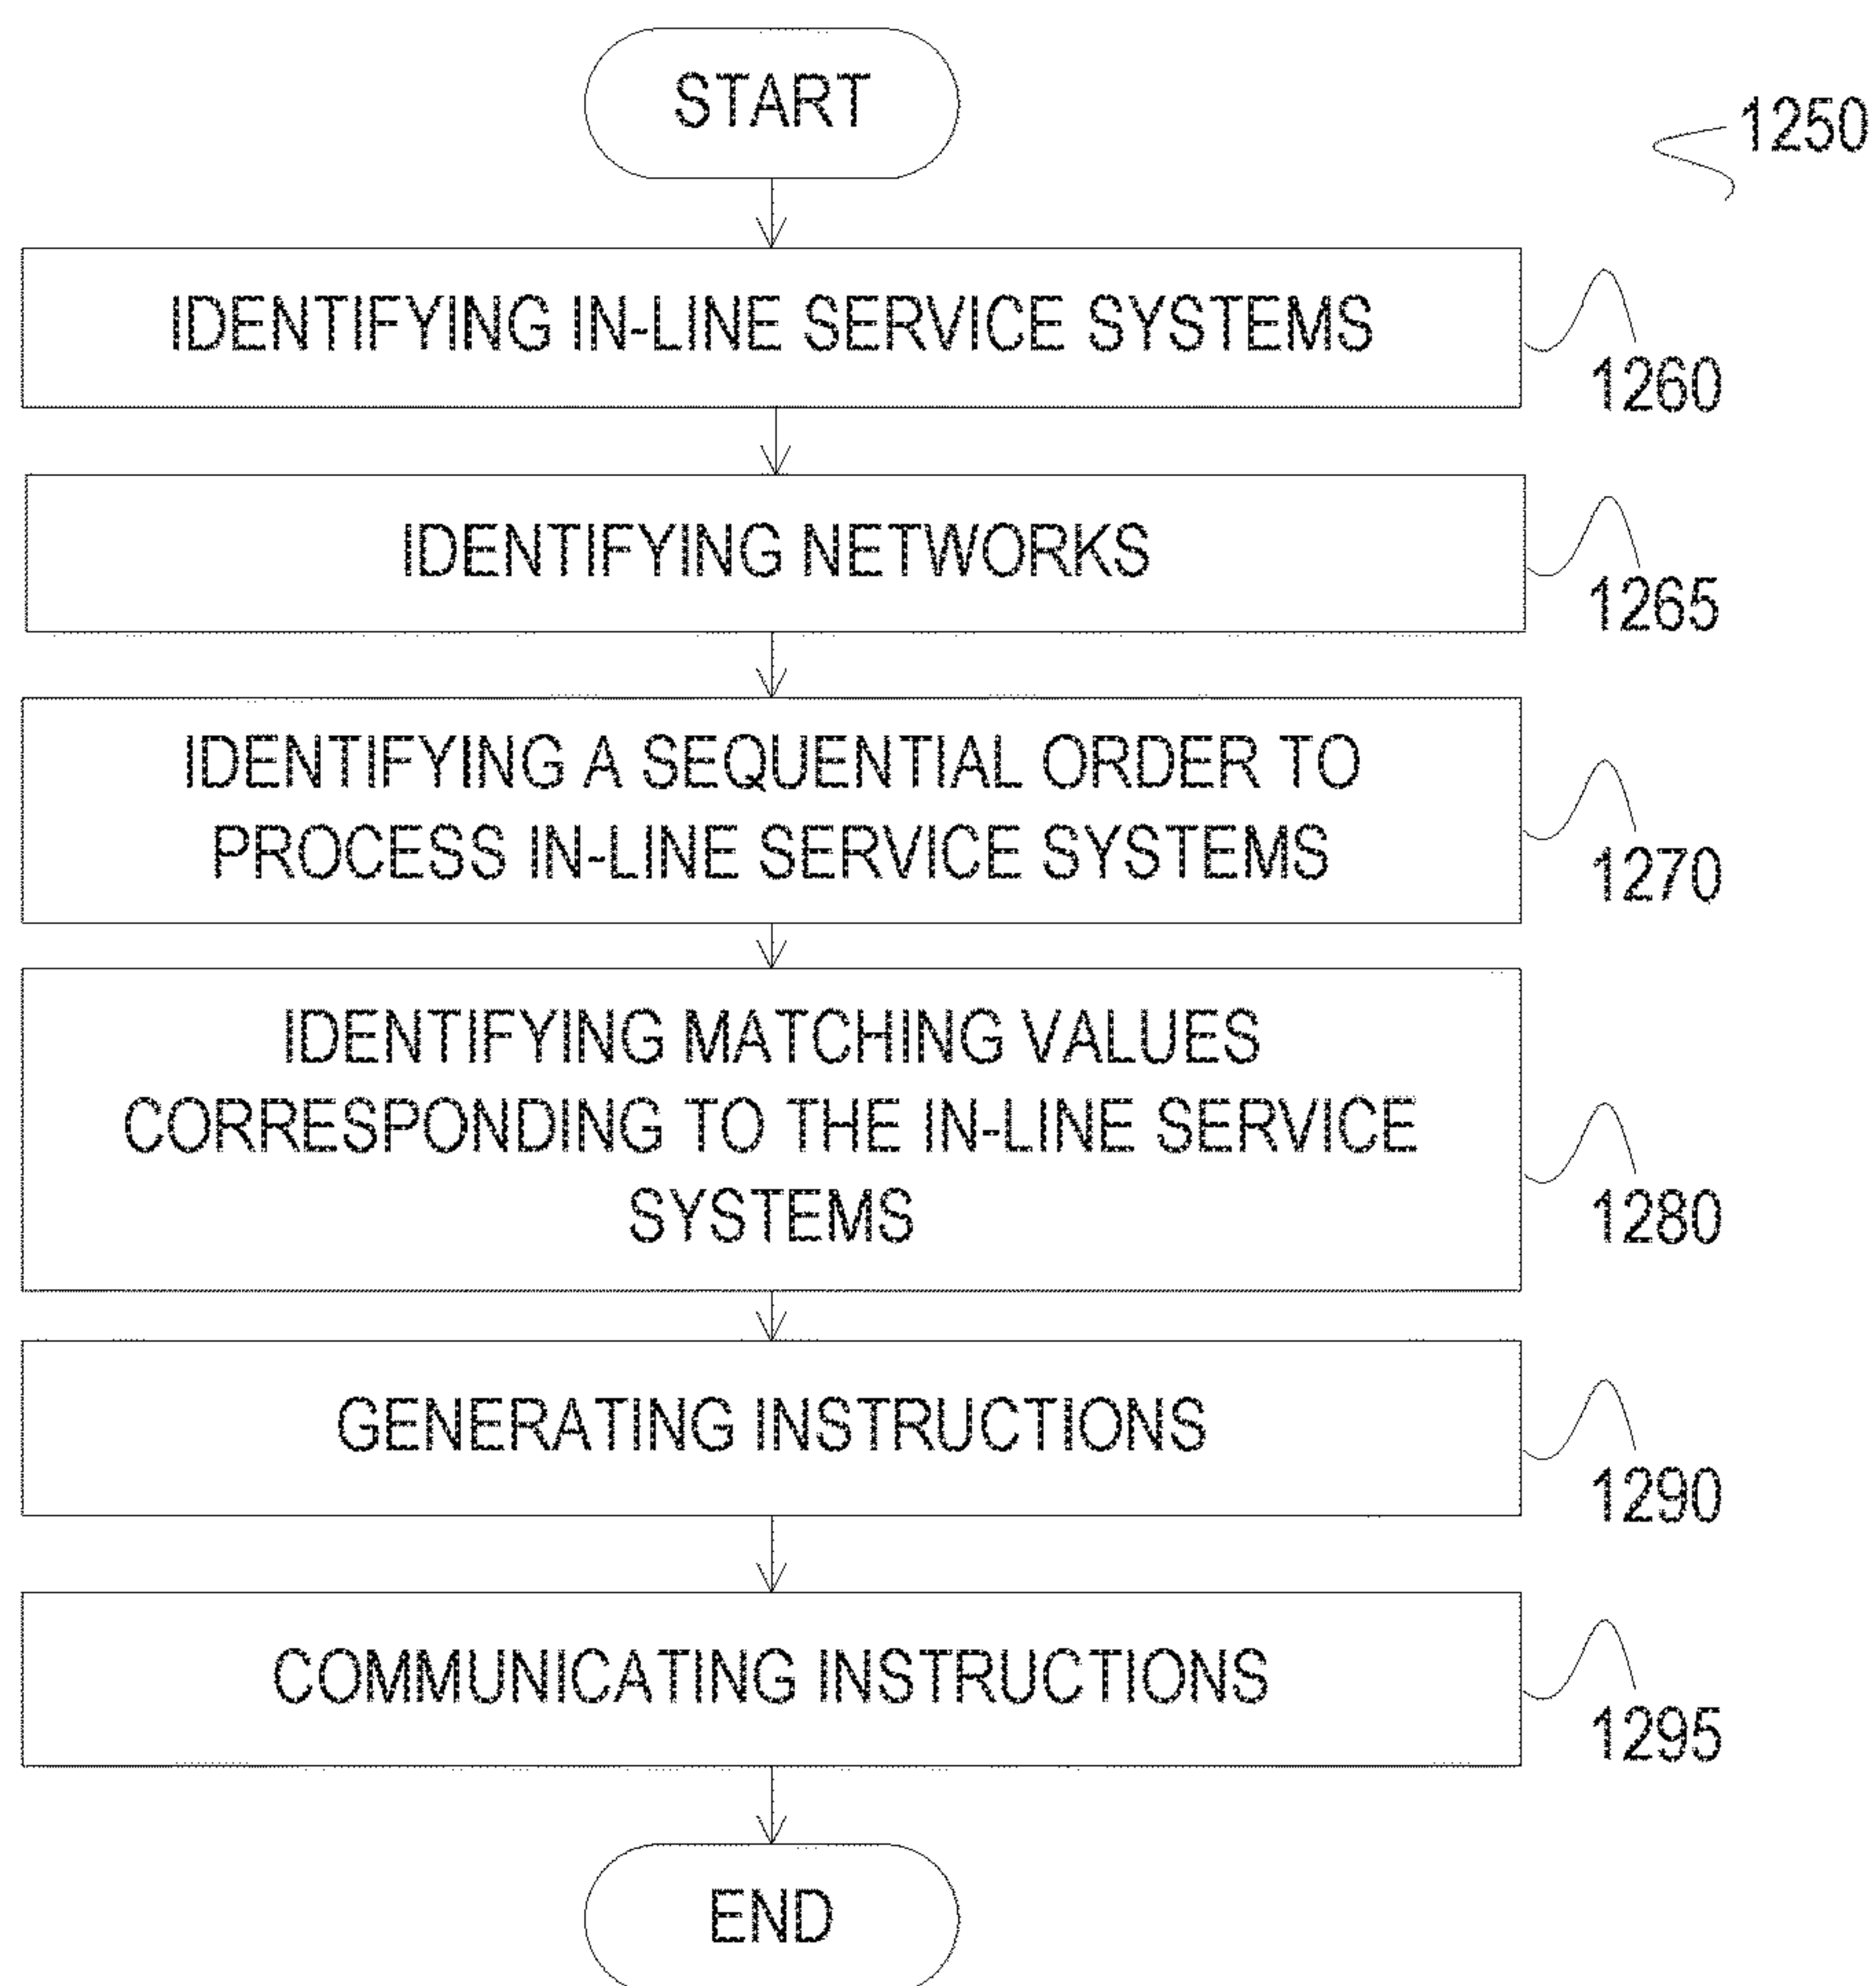 START
1250
IDENTIFYING IN-LINE SERVICE SYSTEMS
1260
IDENTIFYING NETWORKS
1265
IDENTIFYING A SEQUENTIAL ORDER TO
PROCESS IN-LINE SERVICE SYSTEMS
1270
IDENTIFYING MATCHING VALUES
CORRESPONDING TO THE IN-LINE SERVICE
SYSTEMS
1280
GENERATING INSTRUCTIONS
1290
COMMUNICATING INSTRUCTIONS
1295
END